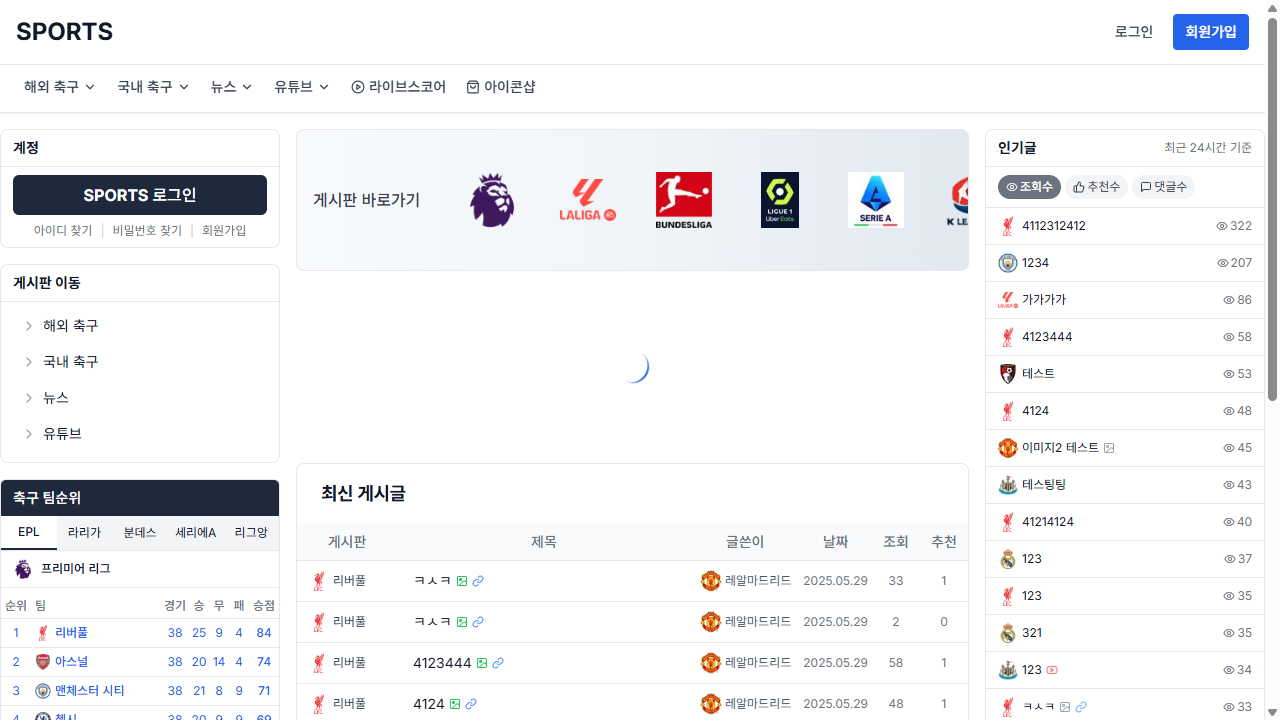 SPORTS
로그인
회원가입
해외 축구
국내 축구
뉴스
유튜브
라이브스코어
아이콘샵
계정
SPORTS 로그인
아이디 찾기
비밀번호 찾기
회원가입
게시판 이동
해외 축구
국내 축구
뉴스
유튜브
축구 팀순위
EPL 라리가 분데스 세리에A 리그앙
프리미어 리그
순위 팀 경기 승 무 패 승점
1 리버풀 38 25 9 4 84
2 아스널 38 20 14 4 74
3 맨체스터 시티 38 21 8 9 71
4 첼시 38 20 9 9 69
게시판 바로가기
LALIGA
BUNDESLIGA
LIGUE 1
Uber Eats
SERIE A
K LEA
최신 게시글
게시판 제목 글쓴이 날짜 조회 추천
리버풀 ㅋㅅㅋ 레알마드리드 2025.05.29 33 1
리버풀 ㅋㅅㅋ 레알마드리드 2025.05.29 2 0
리버풀 4123444 레알마드리드 2025.05.29 58 1
리버풀 4124 레알마드리드 2025.05.29 48 1
인기글 최근 24시간 기준
조회수 추천수 댓글수
4112312412 322
1234 207
가가가가 86
4123444 58
테스트 53
4124 48
이미지2 테스트 45
테스팅팅 43
41214124 40
123 37
123 35
321 35
123 34
ㅋㅅㅋ 33